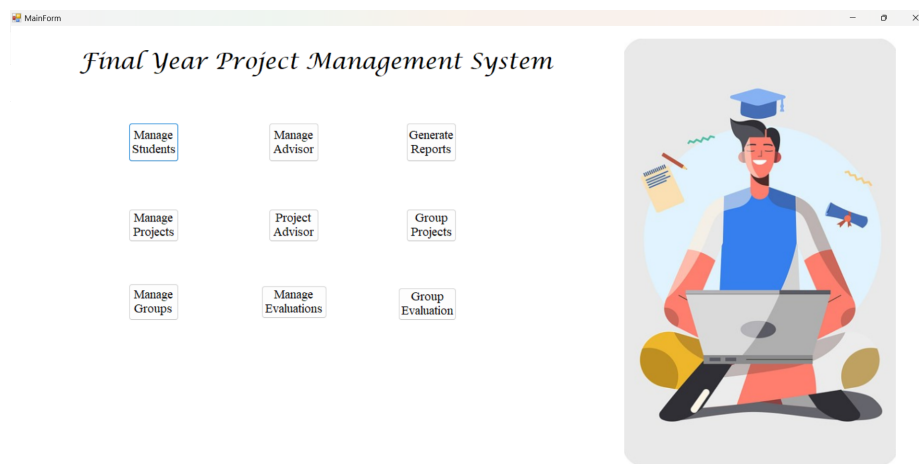 MainForm
Final Year Project Management System
Manage
Students
Manage
Advisor
Generate
Reports
Manage
Projects
Project
Advisor
Group
Projects
Manage
Groups
Manage
Evaluations
Group
Evaluation